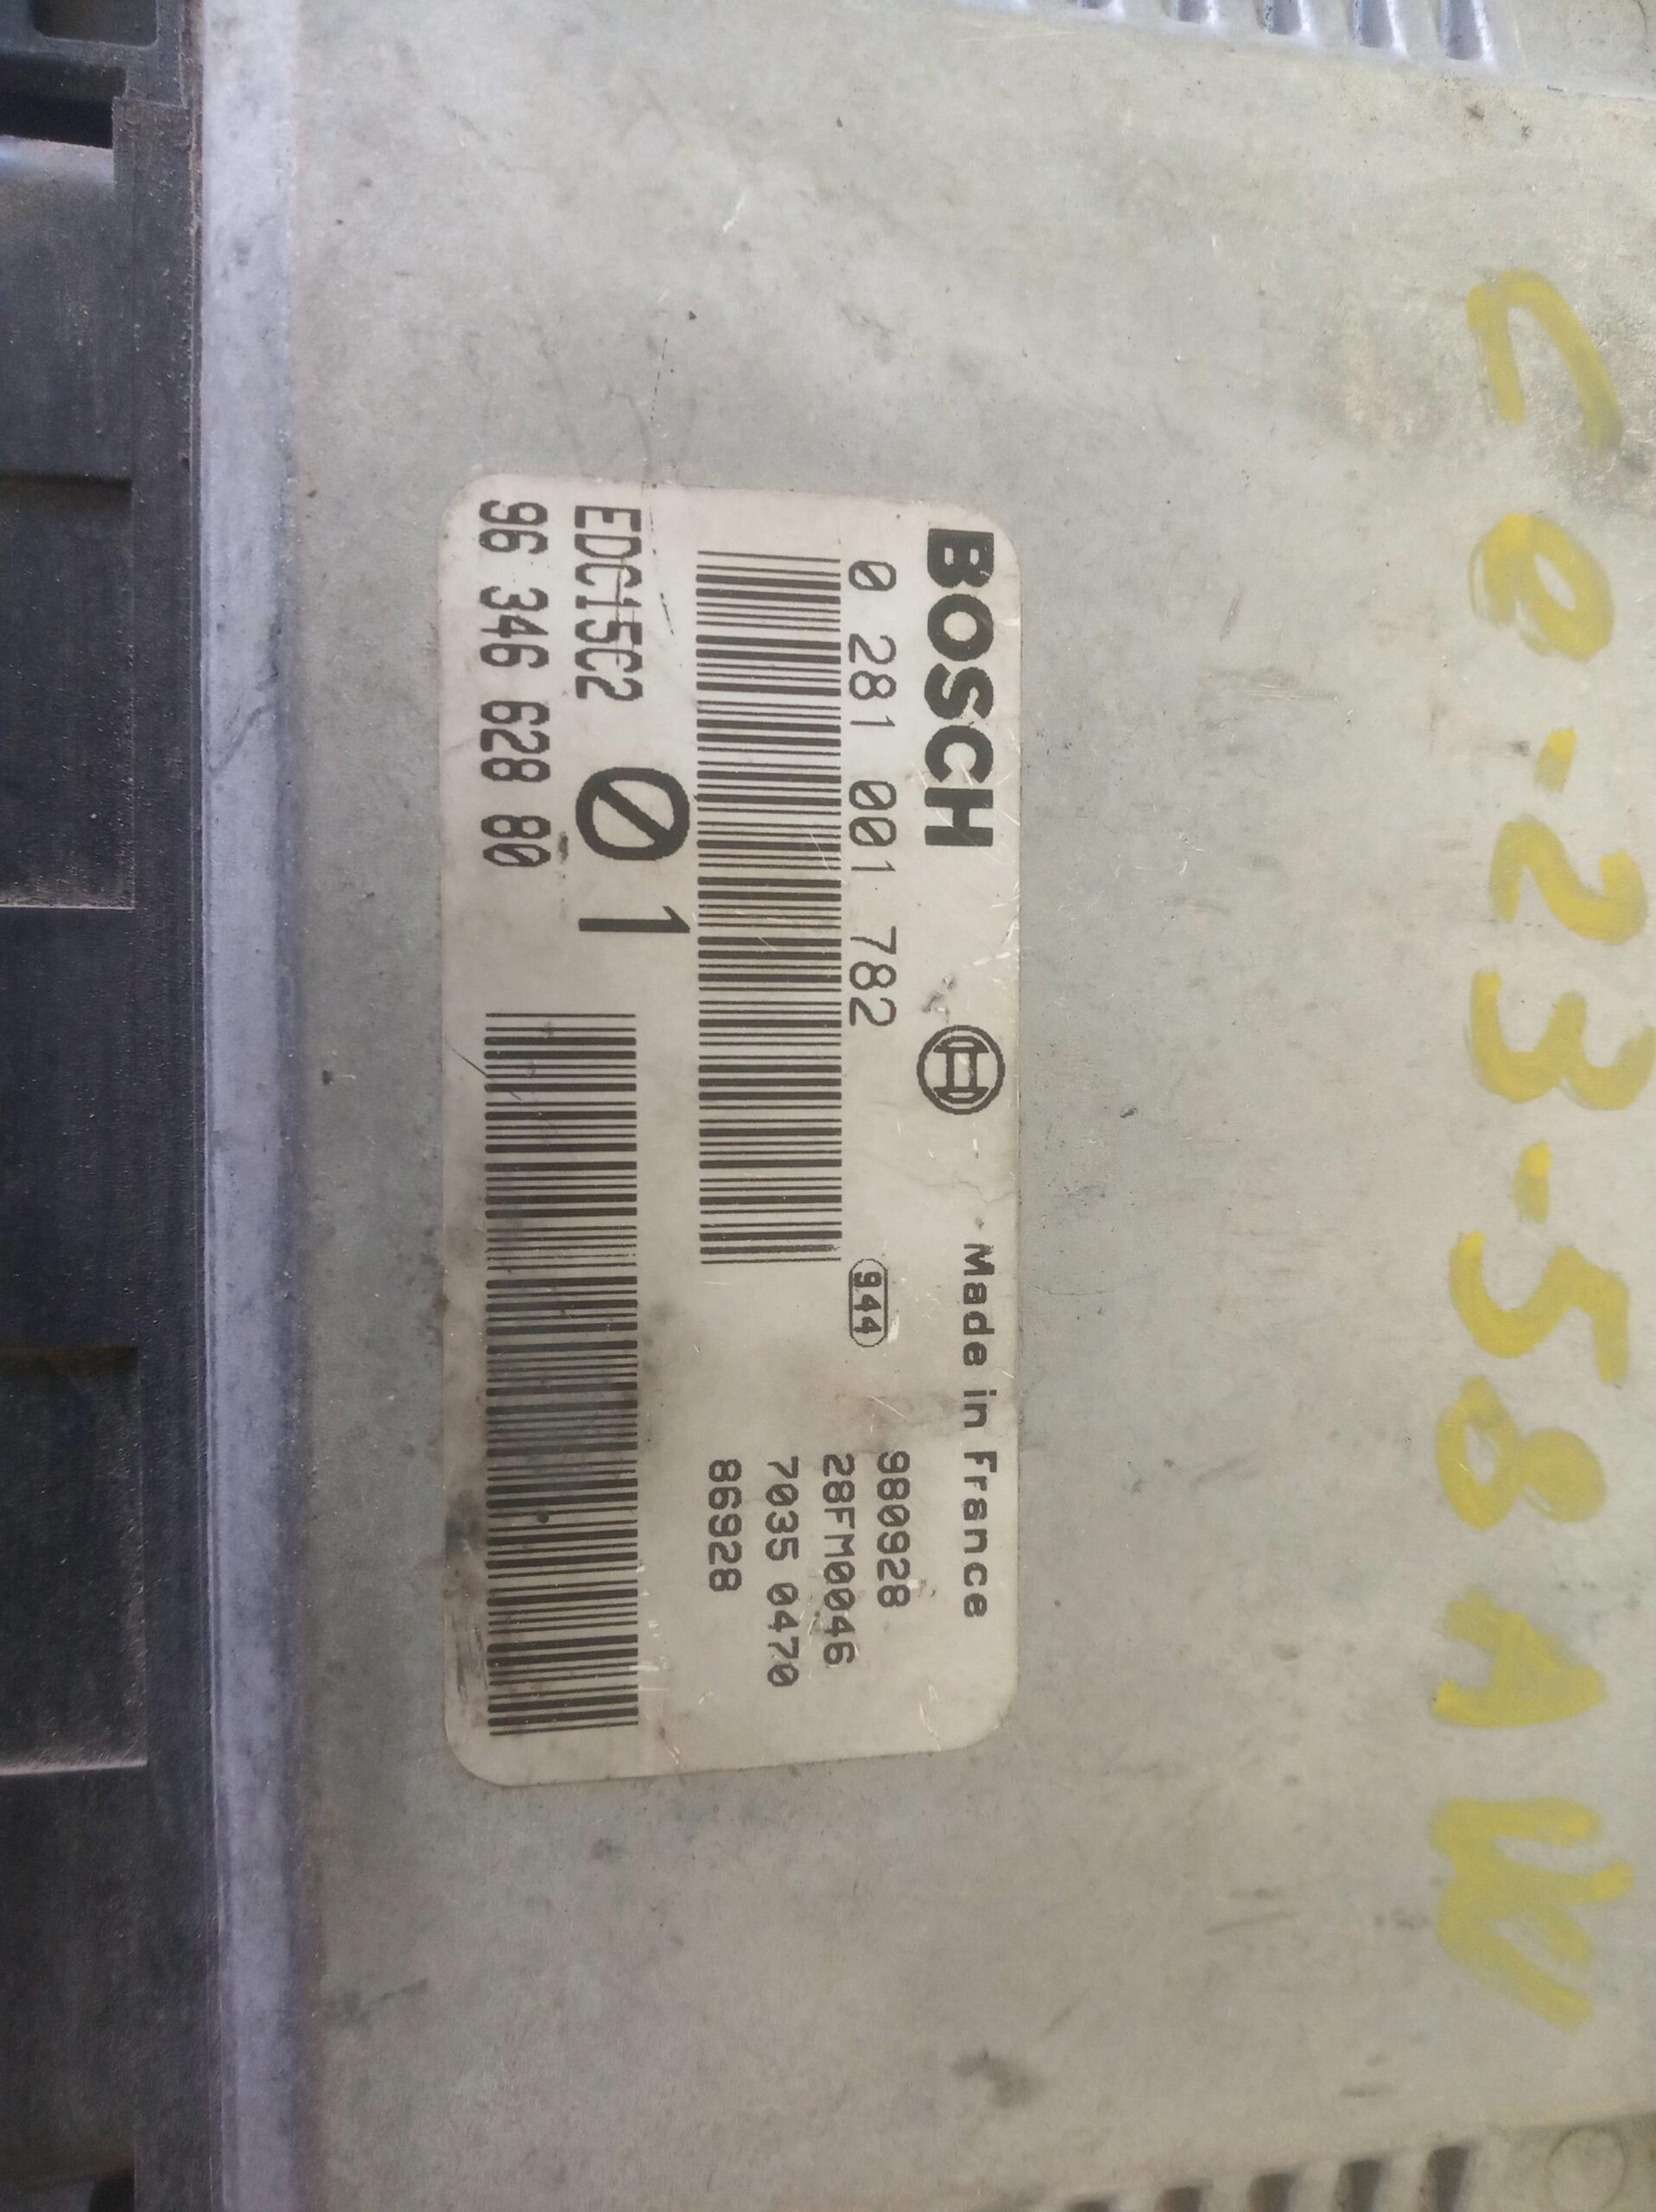 Ce-23-58AW
BOSCH
Made in France
0 281 001 782
944
980928
28FM0046
7035 0470
86928
EDC15C2
01
96 346 628 80